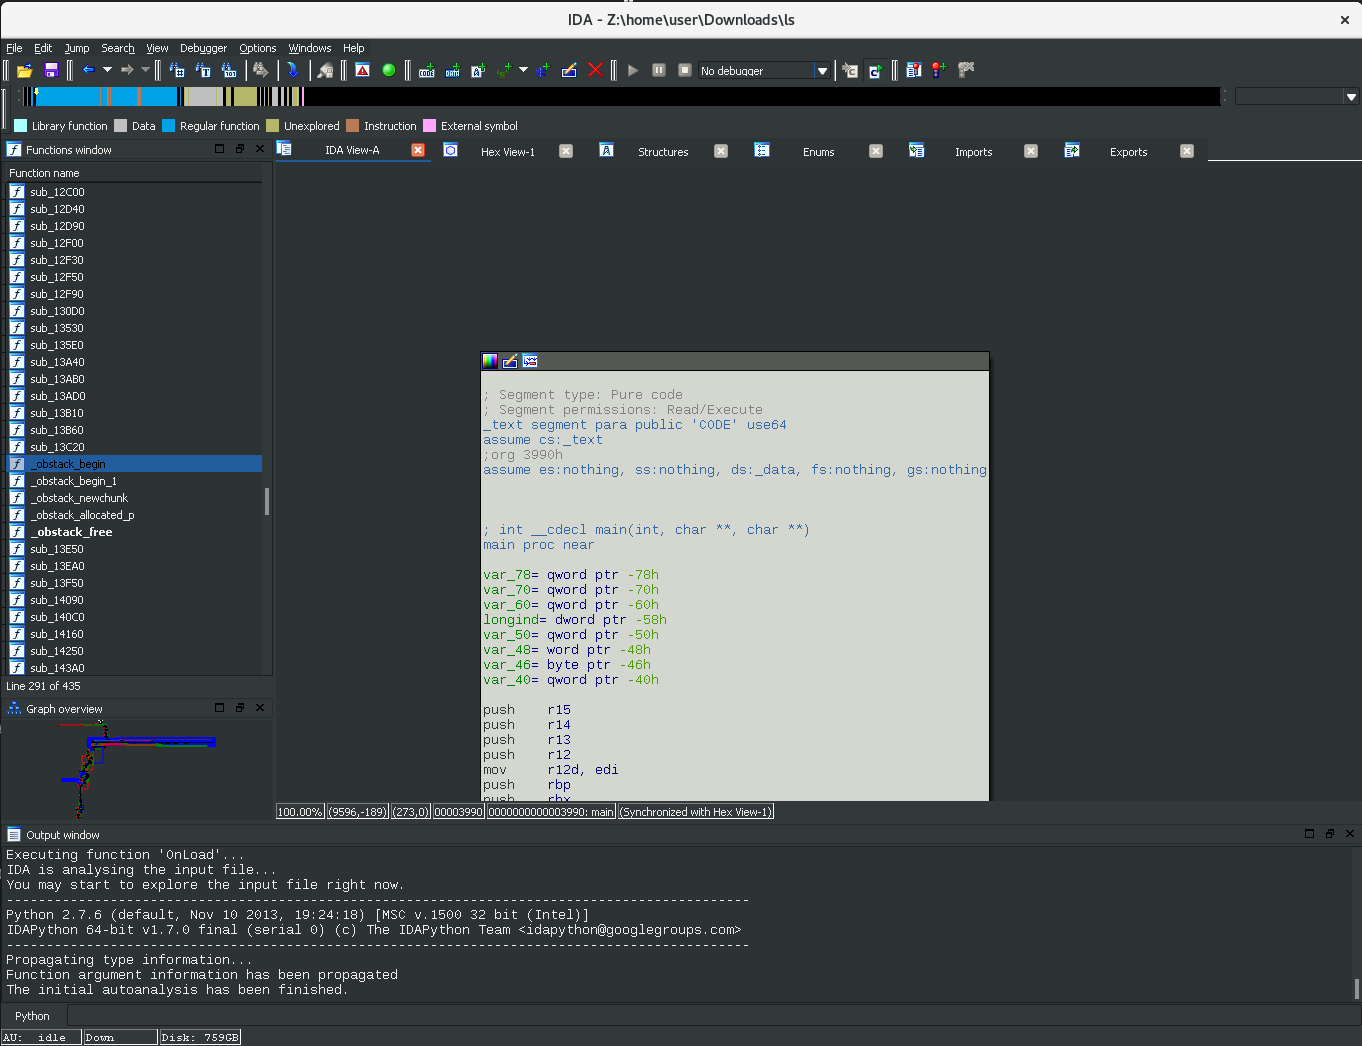 IDA - Z:\home\user\Downloads\ls
File Edit Jump Search View Debugger Options Windows Help
No debugger
Library function Data Regular function Unexplored Instruction External symbol
Functions window
IDA View-A
Hex View-1
Structures
Enums
Imports
Exports
Function name
sub_12C00
sub_12D40
sub_12D90
sub_12F00
sub_12F30
sub_12F50
sub_12F90
sub_130D0
sub_13530
sub_135E0
sub_13A40
sub_13AB0
sub_13AD0
sub_13B10
sub_13B60
sub_13C20
_obstack_begin
_obstack_begin_1
_obstack_newchunk
_obstack_allocated_p
_obstack_free
sub_13E50
sub_13EA0
sub_13F50
sub_14090
sub_140C0
sub_14160
sub_14250
sub_143A0
Line 291 of 435
Graph overview
; Segment type: Pure code
; Segment permissions: Read/Execute
_text segment para public 'CODE' use64
assume cs:_text
;org 3990h
assume es:nothing, ss:nothing, ds:_data, fs:nothing, gs:nothing
; int __cdecl main(int, char **, char **)
main proc near
var_78= qword ptr -78h
var_70= qword ptr -70h
var_60= qword ptr -60h
longind= dword ptr -58h
var_50= qword ptr -50h
var_48= word ptr -48h
var_46= byte ptr -46h
var_40= qword ptr -40h
push r15
push r14
push r13
push r12
mov r12d, edi
push rbp
push rbx
100.00% (9596,-189) (273,0) 00003990 0000000000003990: main (Synchronized with Hex View-1)
Output window
Executing function 'OnLoad'...
IDA is analysing the input file...
You may start to explore the input file right now.
---------------------------------------------------------------------------------------------
Python 2.7.6 (default, Nov 10 2013, 19:24:18) [MSC v.1500 32 bit (Intel)]
IDAPython 64-bit v1.7.0 final (serial 0) (c) The IDAPython Team <idapython@googlegroups.com>
---------------------------------------------------------------------------------------------
Propagating type information...
Function argument information has been propagated
The initial autoanalysis has been finished.
Python
AU: idle Down Disk: 759GB